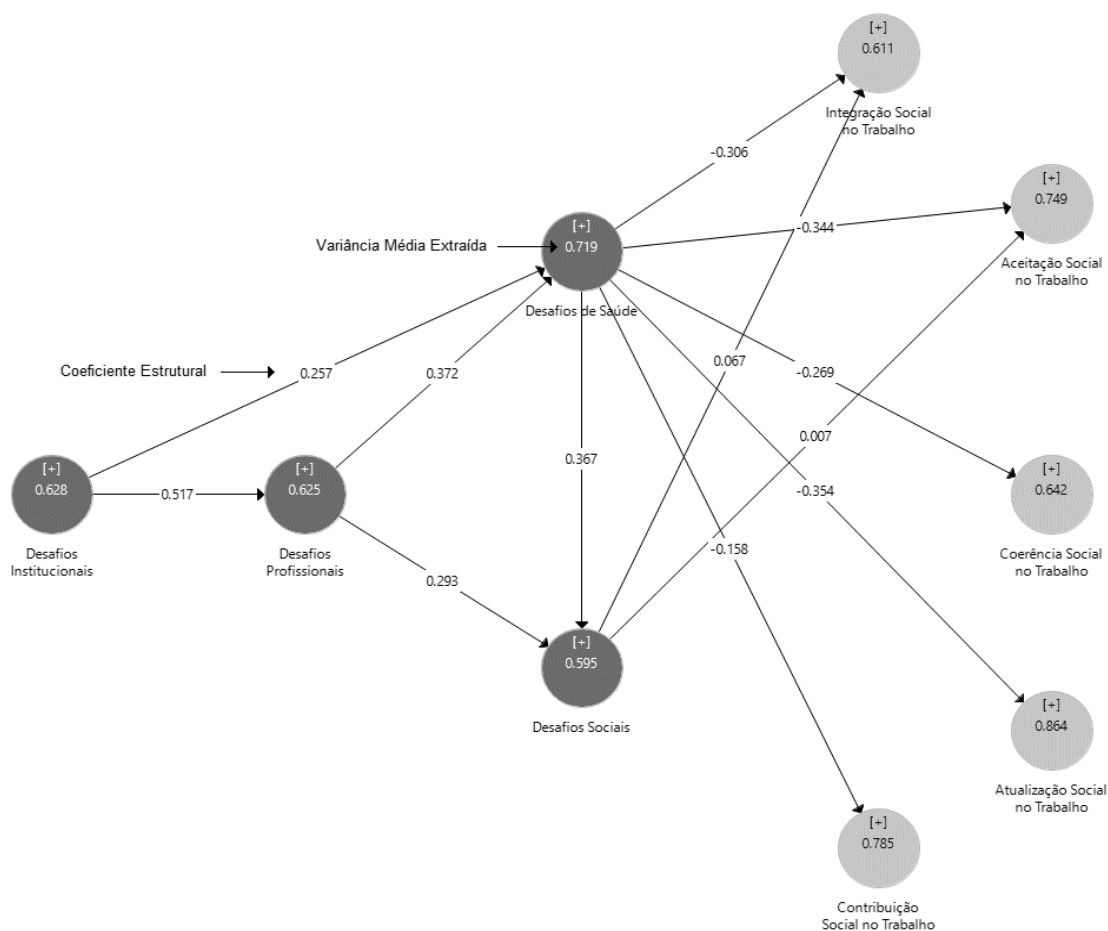 [+]
0.611
Integração Social
no Trabalho
-0.306
[+]
0.749
Aceitação Social
no Trabalho
-0.344
[+]
0.719
Desafios de Saúde
Variância Média Extraída
Coeficiente Estrutural
0.257
0.372
0.067
-0.269
0.007
0.367
-0.354
[+]
0.628
Desafios
Institucionais
0.517
[+]
0.625
Desafios
Profissionais
[+]
0.642
Coerência Social
no Trabalho
-0.158
0.293
[+]
0.595
Desafios Sociais
[+]
0.864
Atualização Social
no Trabalho
[+]
0.785
Contribuição
Social no Trabalho